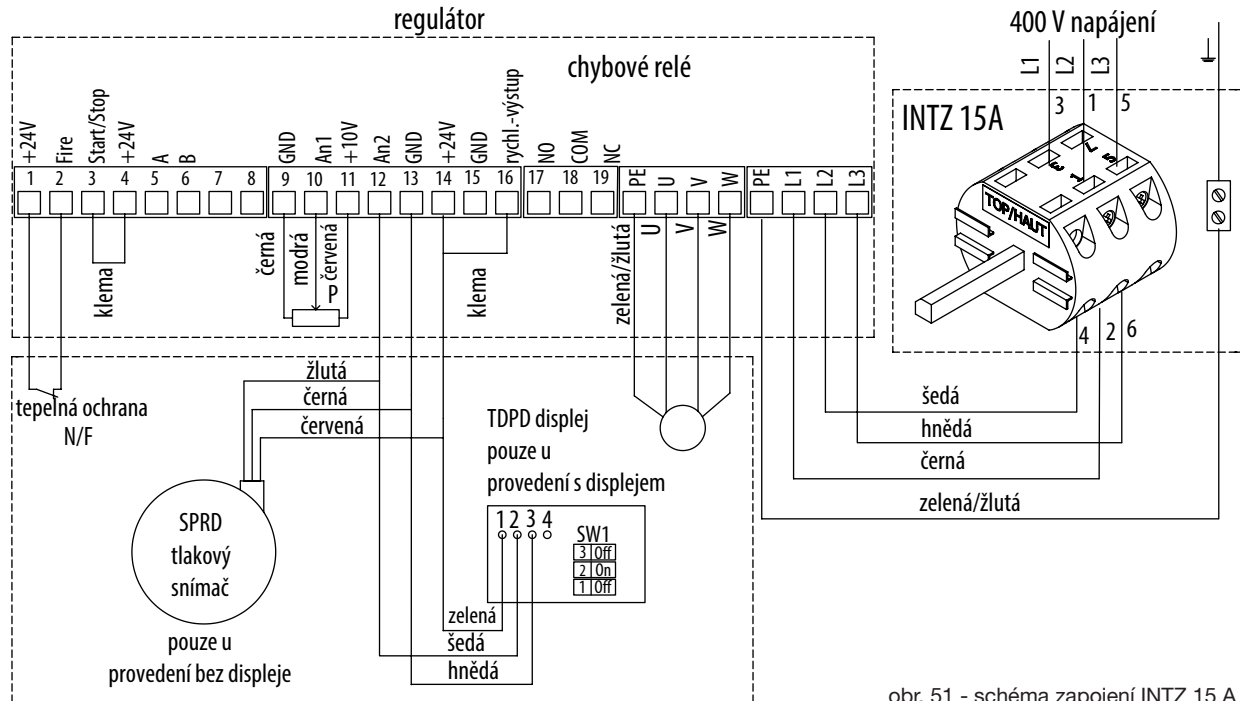 regulátor
400 V napájení
L1
L2
L3
chybové relé
INTZ 15A
3 1 5
+24V
Fire
Start/Stop
+24V
A
B
GND
An1
+10V
An2
GND
+24V
GND
rychl.-výstup
NO
COM
NC
PE
U
V
W
PE
L1
L2
L3
1 2 3 4 5 6 7 8 9 10 11 12 13 14 15 16 17 18 19
U
V
W
TOP/HAUT
3
1
5
klema
černá
modrá
červená
P
klema
zelená/žlutá
4 2 6
tepelná ochrana
N/F
žlutá
černá
červená
SPRD
tlakový
snímač
pouze u
provedení bez displeje
TDPD displej
pouze u
provedení s displejem
1 2 3 4
SW1
3 Off
2 On
1 Off
zelená
šedá
hnědá
šedá
hnědá
černá
zelená/žlutá
obr. 51 - schéma zapojení INTZ 15 A